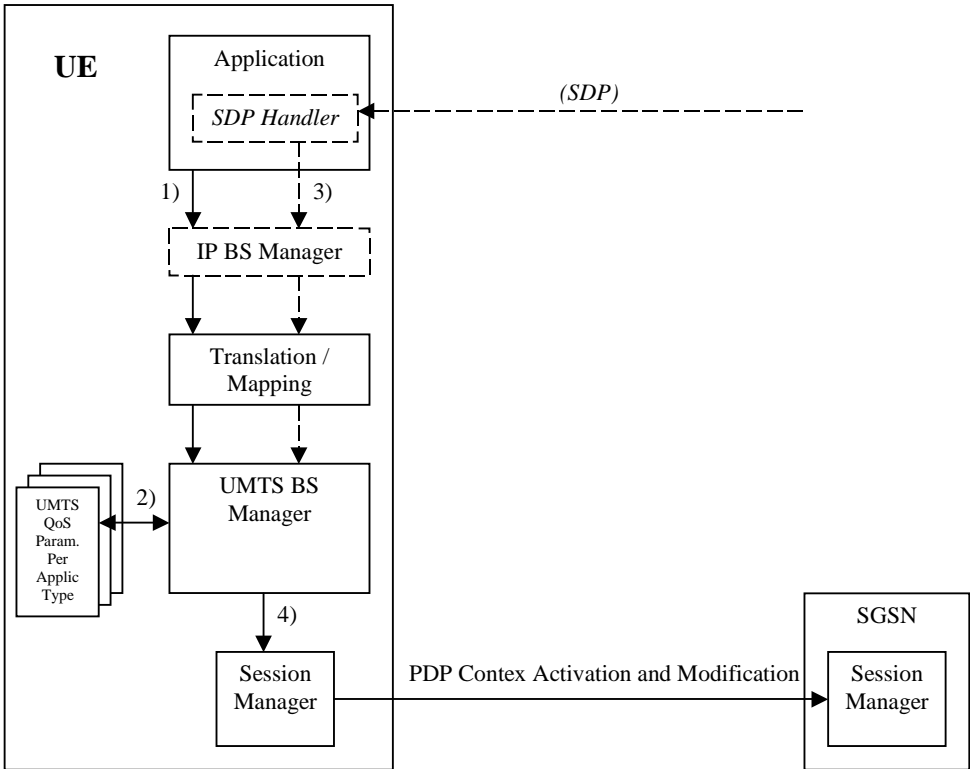 UE
Application
SDP Handler
(SDP)
1)
3)
IP BS Manager
Translation /
Mapping
UMTS BS
Manager
2)
UMTS
QoS
Param.
Per
Applic
Type
4)
SGSN
Session
Manager
PDP Contex Activation and Modification
Session
Manager